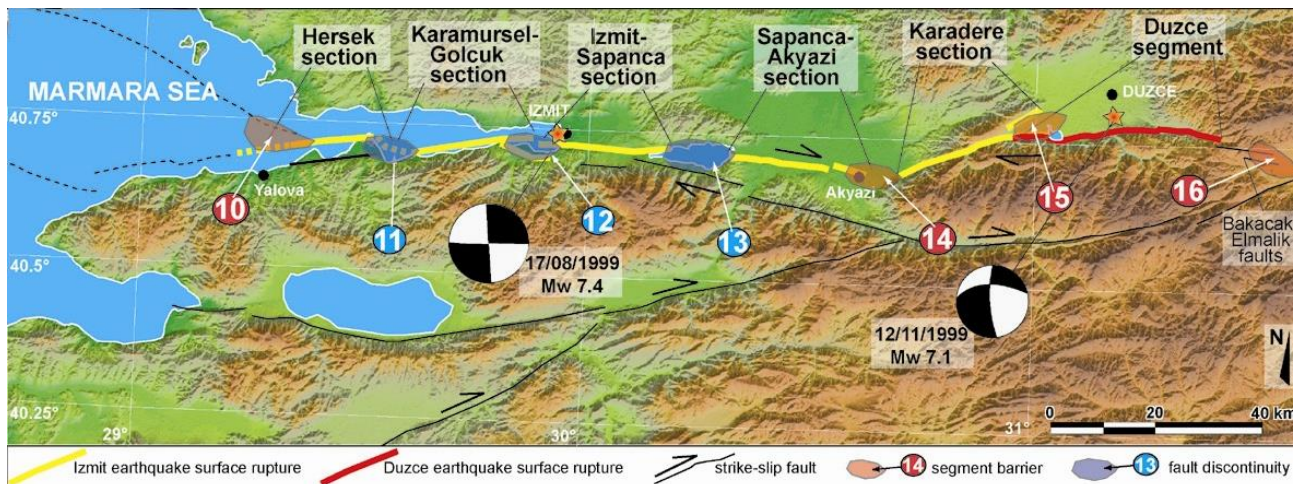 Hersek
section
Karamursel-
Golcuk
section
Izmit-
Sapanca
section
Sapanca-
Akyazi
section
Karadere
section
Duzce
segment
MARMARA SEA
IZMIT
DUZCE
40.75°
Yalova
Akyazi
10
11
12
13
14
15
16
17/08/1999
Mw 7.4
Bakacak
Elmalik
faults
40.5°
12/11/1999
Mw 7.1
N
40.25°
29°
30°
31°
0 20 40 km
Izmit earthquake surface rupture
Duzce earthquake surface rupture
strike-slip fault
14 segment barrier
13 fault discontinuity